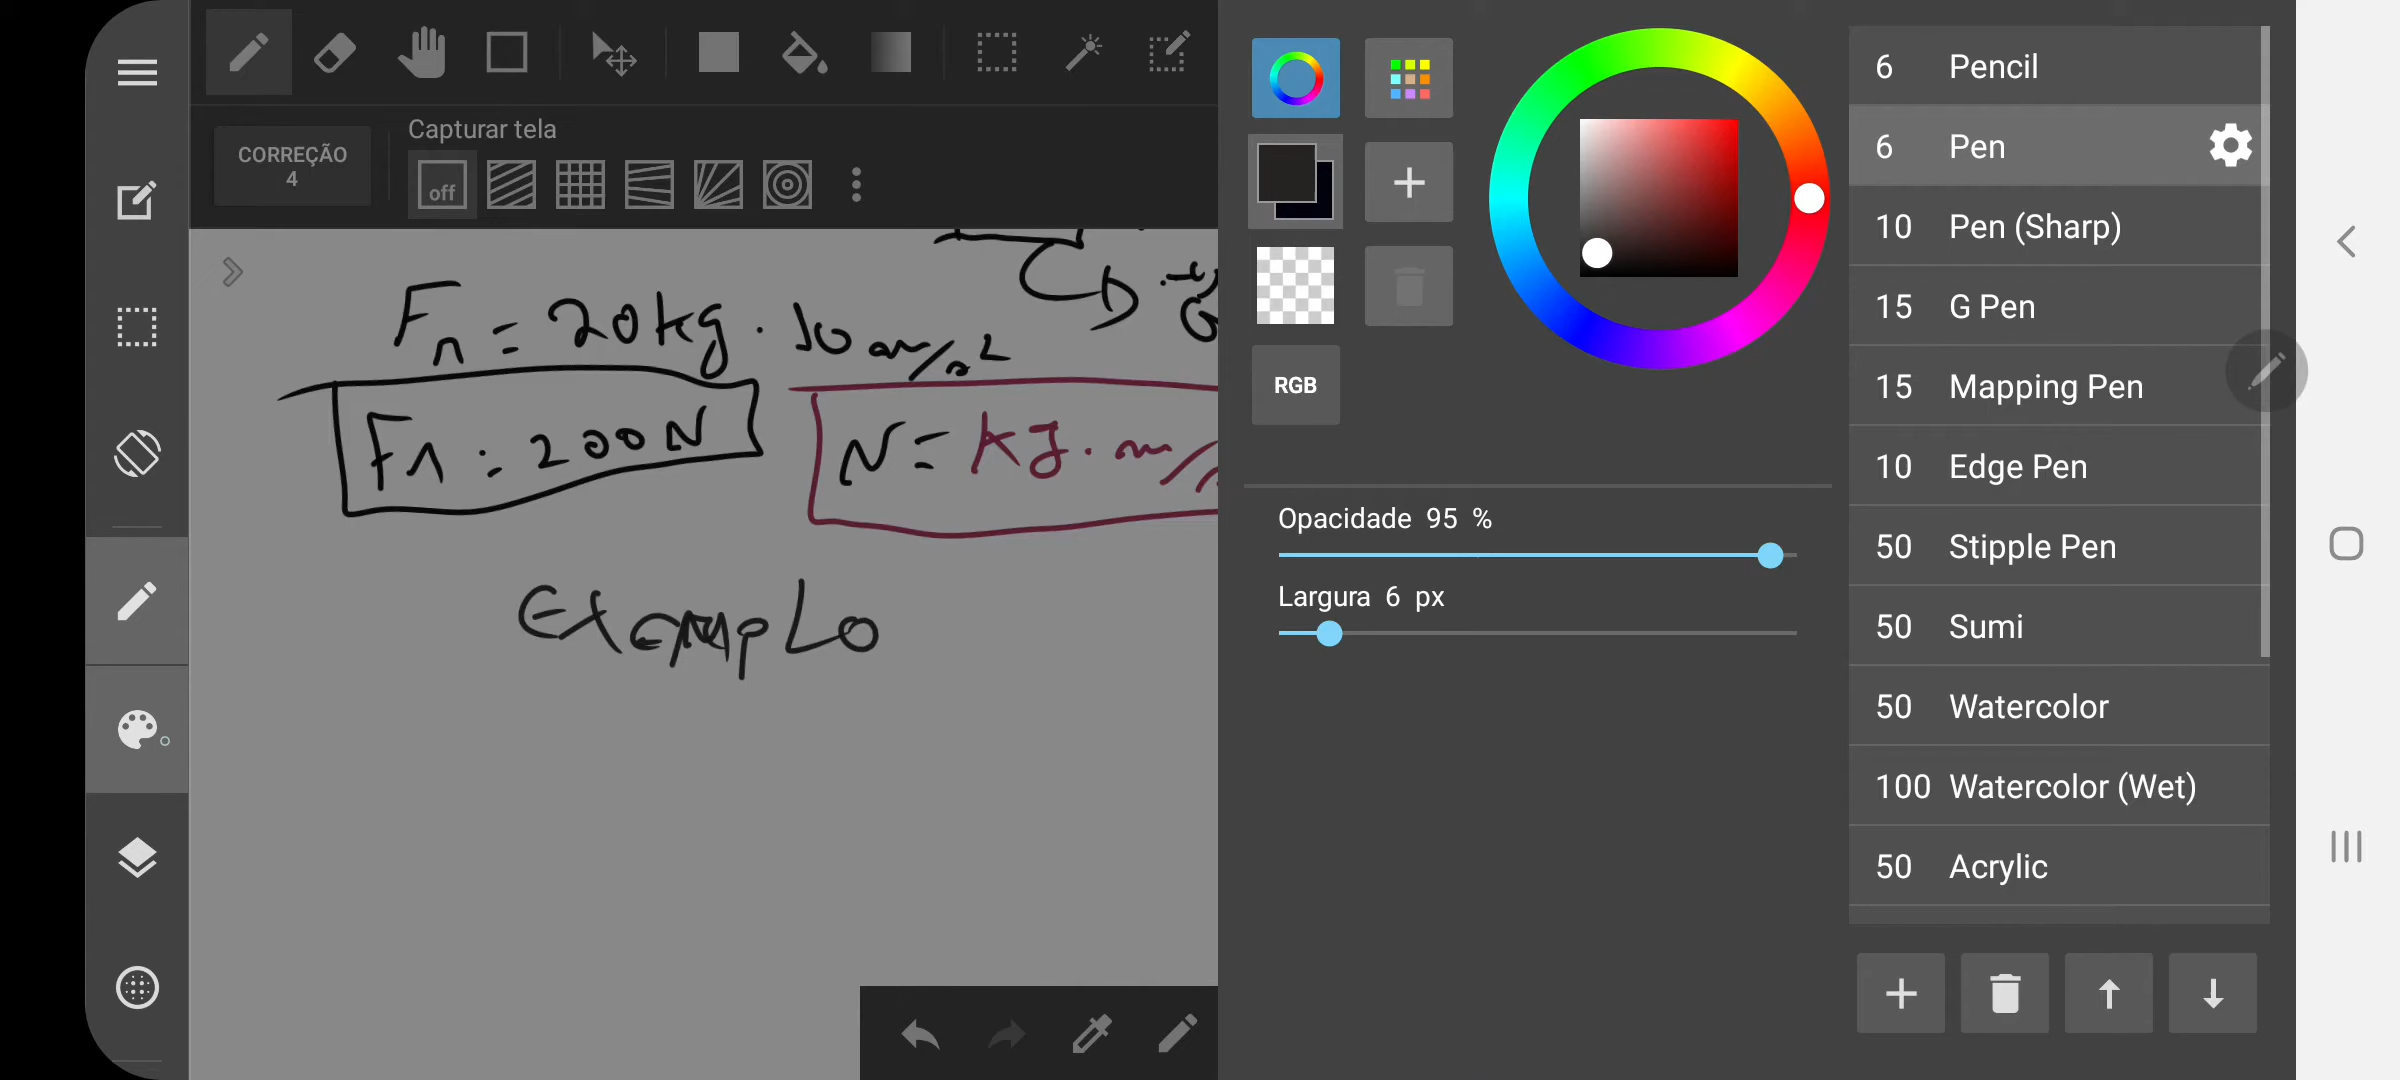 CORREÇÃO
4
Capturar tela
off
Fn = 20kg . 10 m/s²
Fn = 200N
N = kg . m/
Exemplo
RGB
Opacidade 95 %
Largura 6 px
6 Pencil
6 Pen
10 Pen (Sharp)
15 G Pen
15 Mapping Pen
10 Edge Pen
50 Stipple Pen
50 Sumi
50 Watercolor
100 Watercolor (Wet)
50 Acrylic